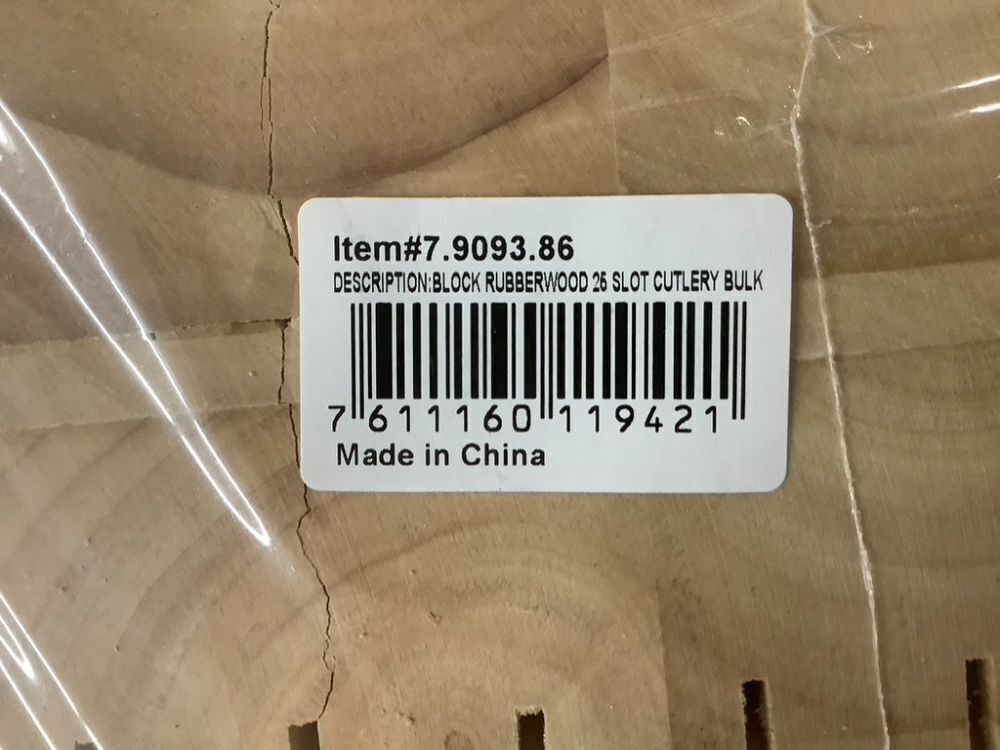 Item#7.9093.86
DESCRIPTION:BLOCK RUBBERWOOD 26 SLOT CUTLERY BULK
7 611160 119421
Made in China